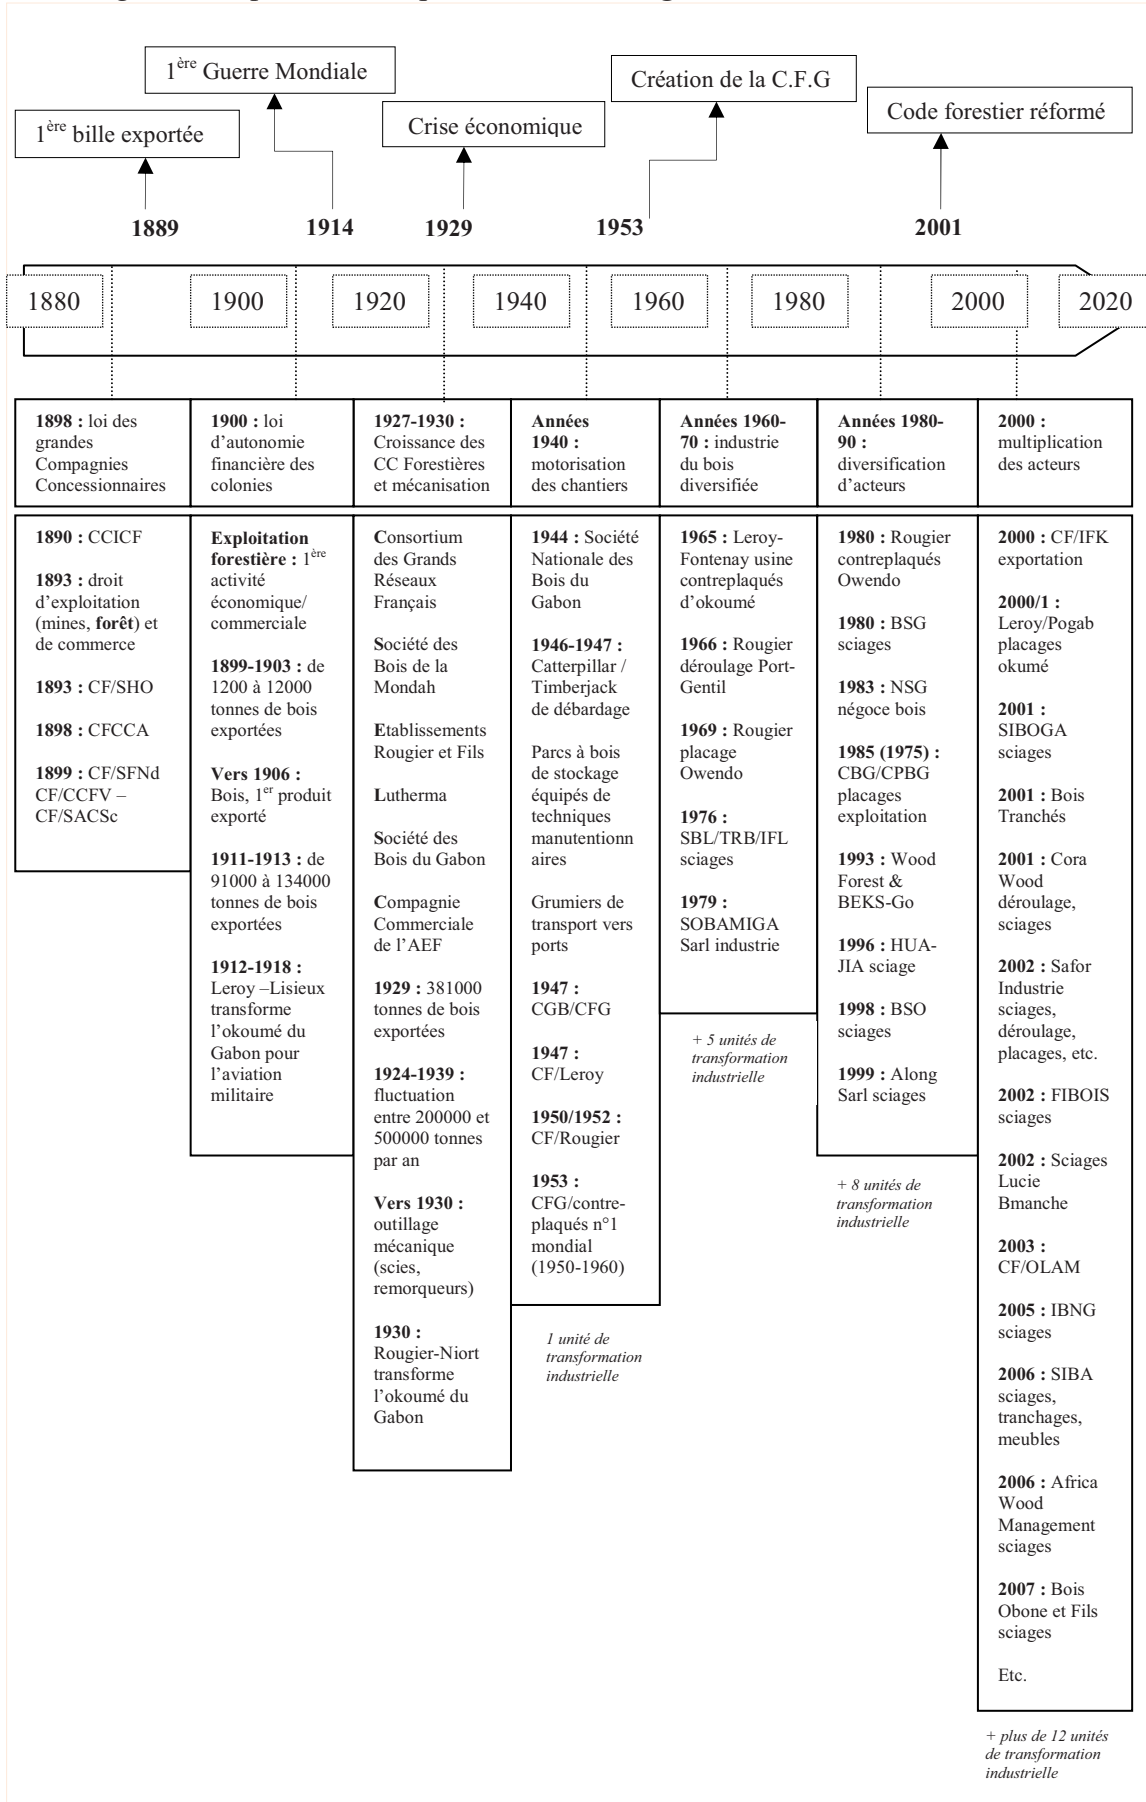 1ère Guerre Mondiale
Création de la C.F.G
1ère bille exportée
Crise économique
Code forestier réformé
1889
1914
1929
1953
2001
1880
1900
1920
1940
1960
1980
2000
2020
1898 : loi des
grandes
Compagnies
Concessionnaires
1900 : loi
d’autonomie
financière des
colonies
1927-1930 :
Croissance des
CC Forestières
et mécanisation
Années
1940 :
motorisation
des chantiers
Années 1960-
70 : industrie
du bois
diversifiée
Années 1980-
90 :
diversification
d’acteurs
2000 :
multiplication
des acteurs
1890 : CCICF
1893 : droit
d’exploitation
(mines, forêt) et
de commerce
1893 : CF/SHO
1898 : CFCCA
1899 : CF/SFNd
CF/CCFV –
CF/SACSc
Exploitation
forestière : 1ère
activité
économique/
commerciale
1899-1903 : de
1200 à 12000
tonnes de bois
exportées
Vers 1906 :
Bois, 1er produit
exporté
1911-1913 : de
91000 à 134000
tonnes de bois
exportées
1912-1918 :
Leroy –Lisieux
transforme
l’okoumé du
Gabon pour
l’aviation
militaire
Consortium
des Grands
Réseaux
Français
Société des
Bois de la
Mondah
Etablissements
Rougier et Fils
Lutherma
Société des
Bois du Gabon
Compagnie
Commerciale
de l’AEF
1929 : 381000
tonnes de bois
exportées
1924-1939 :
fluctuation
entre 200000 et
500000 tonnes
par an
Vers 1930 :
outillage
mécanique
(scies,
remorqueurs)
1930 :
Rougier-Niort
transforme
l’okoumé du
Gabon
1944 : Société
Nationale des
Bois du
Gabon
1946-1947 :
Catterpillar /
Timberjack
de débardage
Parcs à bois
de stockage
équipés de
techniques
manutentionn
aires
Grumiers de
transport vers
ports
1947 :
CGB/CFG
1947 :
CF/Leroy
1950/1952 :
CF/Rougier
1953 :
CFG/contre-
plaqués n°1
mondial
(1950-1960)
1 unité de
transformation
industrielle
1965 : Leroy-
Fontenay usine
contreplaqués
d’okoumé
1966 : Rougier
déroulage Port-
Gentil
1969 : Rougier
placage
Owendo
1976 :
SBL/TRB/IFL
sciages
1979 :
SOBAMIGA
Sarl industrie
+ 5 unités de
transformation
industrielle
1980 : Rougier
contreplaqués
Owendo
1980 : BSG
sciages
1983 : NSG
négoce bois
1985 (1975) :
CBG/CPBG
placages
exploitation
1993 : Wood
Forest &
BEKS-Go
1996 : HUA-
JIA sciage
1998 : BSO
sciages
1999 : Along
Sarl sciages
+ 8 unités de
transformation
industrielle
2000 : CF/IFK
exportation
2000/1 :
Leroy/Pogab
placages
okumé
2001 :
SIBOGA
sciages
2001 : Bois
Tranchés
2001 : Cora
Wood
déroulage,
sciages
2002 : Safor
Industrie
sciages,
déroulage,
placages, etc.
2002 : FIBOIS
sciages
2002 : Sciages
Lucie
Bmanche
2003 :
CF/OLAM
2005 : IBNG
sciages
2006 : SIBA
sciages,
tranchages,
meubles
2006 : Africa
Wood
Management
sciages
2007 : Bois
Obone et Fils
sciages
Etc.
+ plus de 12 unités
de transformation
industrielle